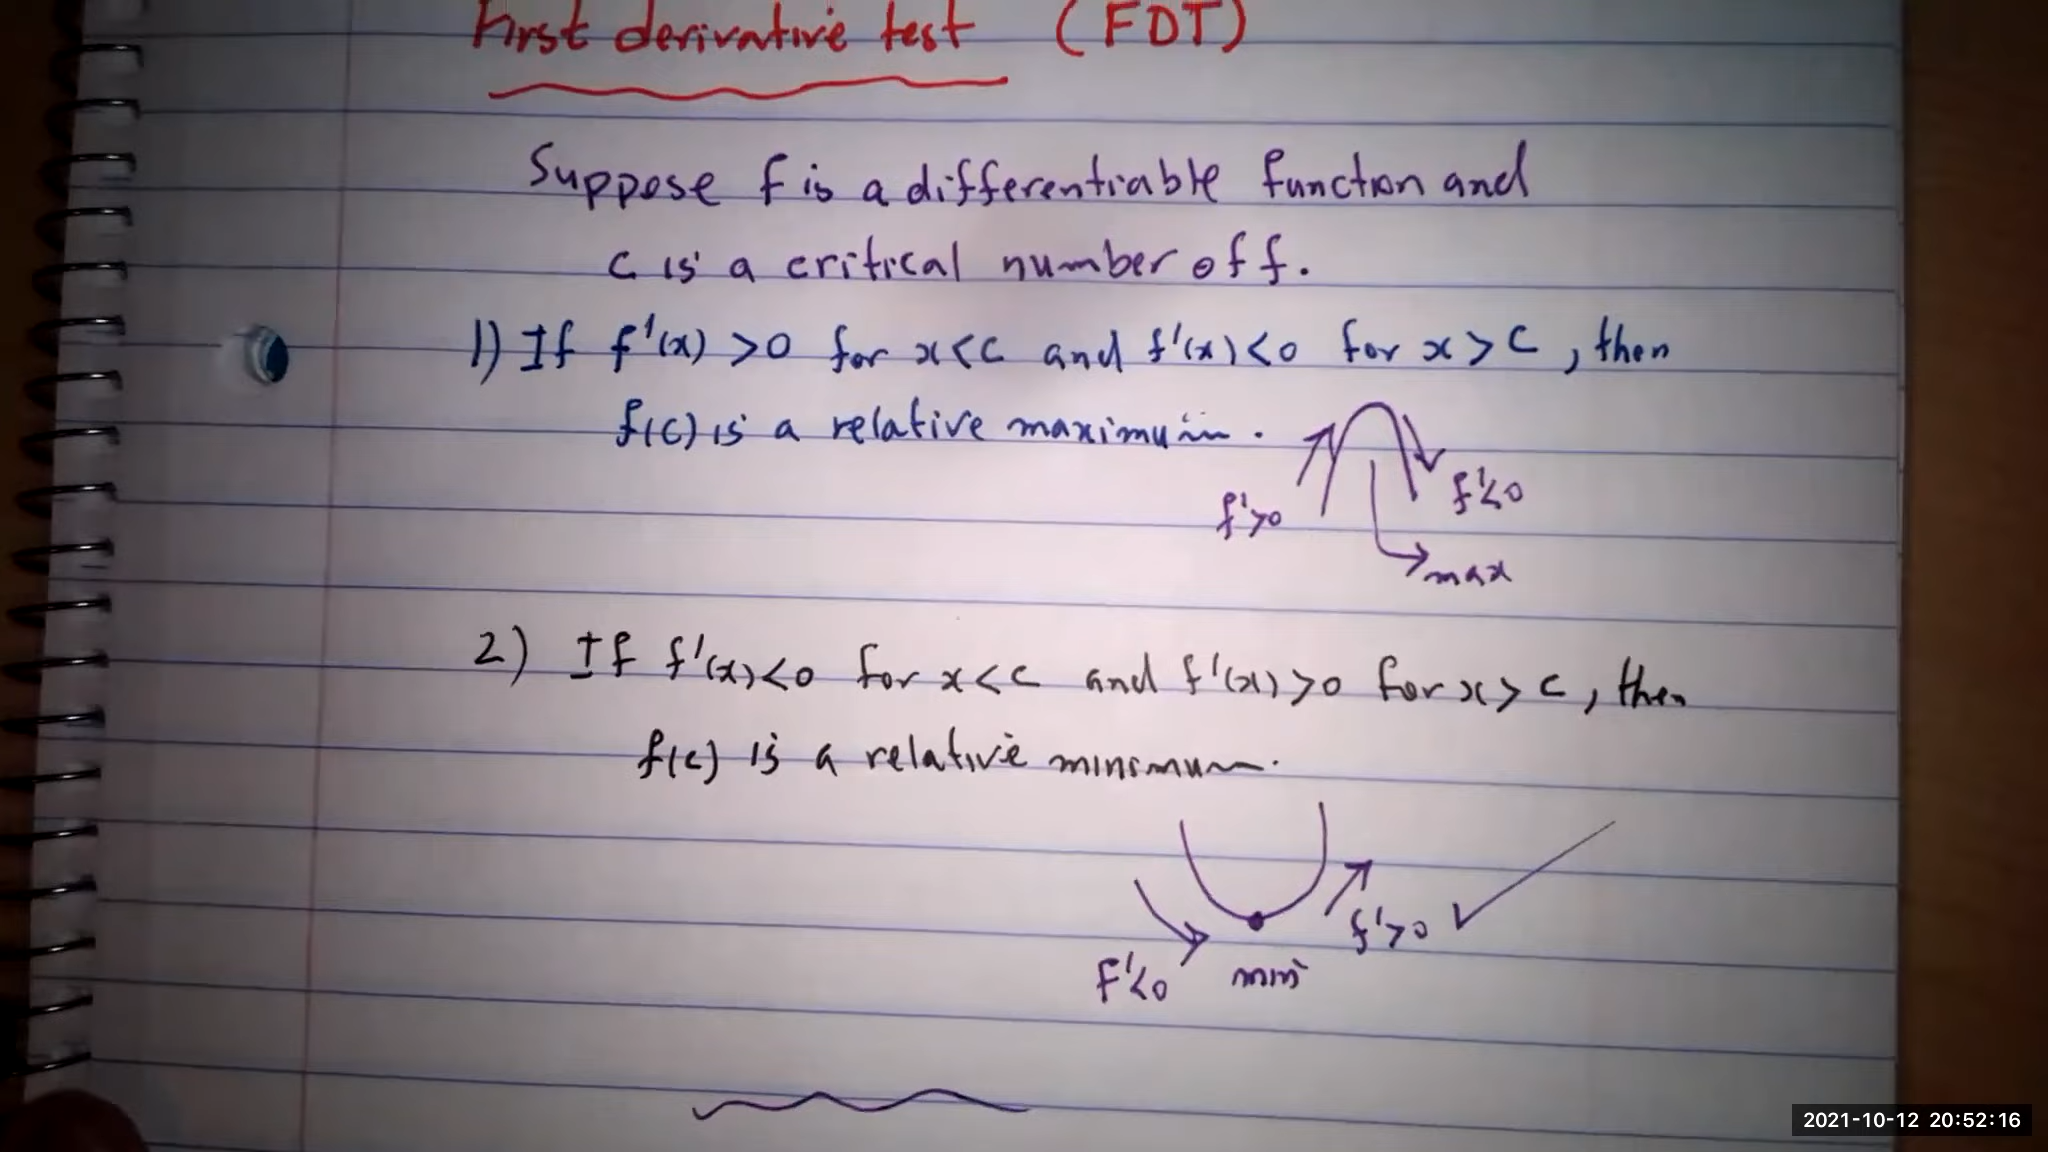 First derivative test (FDT)
Suppose f is a differentiable function and
c is a critical number of f.
1) If f'(x) >0 for x<c and f'(x)<0 for x>c, then
f(c) is a relative maximum.
f'>0
f'<0
max
2) If f'(x)<0 for x<c and f'(x)>0 for x>c, then
f(c) is a relative minimum.
f'>0
F'<0 min
2021-10-12 20:52:16